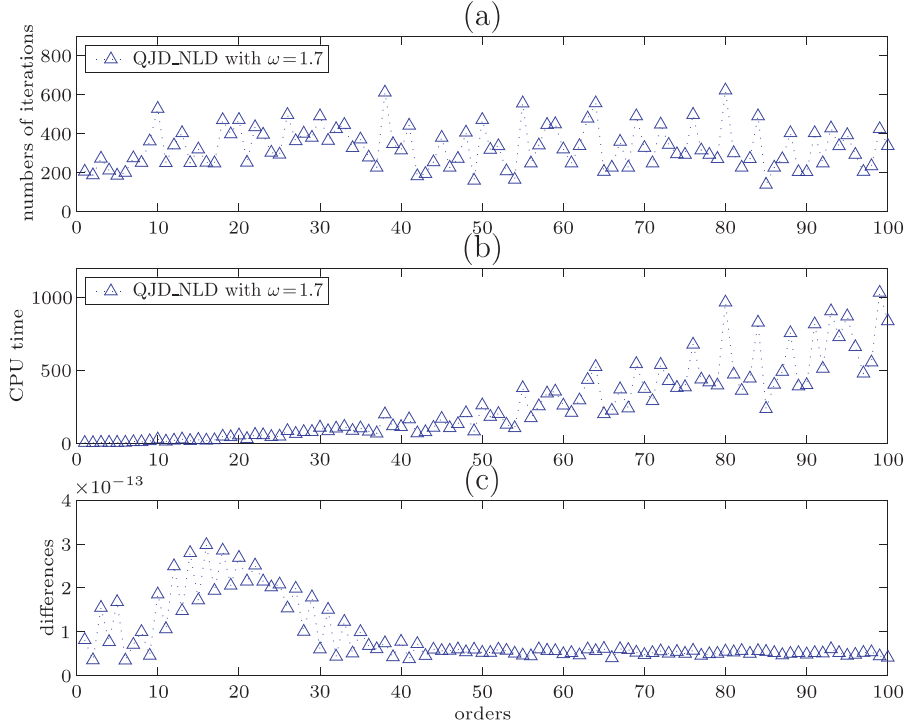 (a)
numbers of iterations
800
600
400
200
0
QJD_NLD with ω=1.7
0 10 20 30 40 50 60 70 80 90 100
(b)
CPU time
1000
500
0
QJD_NLD with ω=1.7
0 10 20 30 40 50 60 70 80 90 100
(c)
×10−13
differences
4
3
2
1
0
0 10 20 30 40 50 60 70 80 90 100
orders